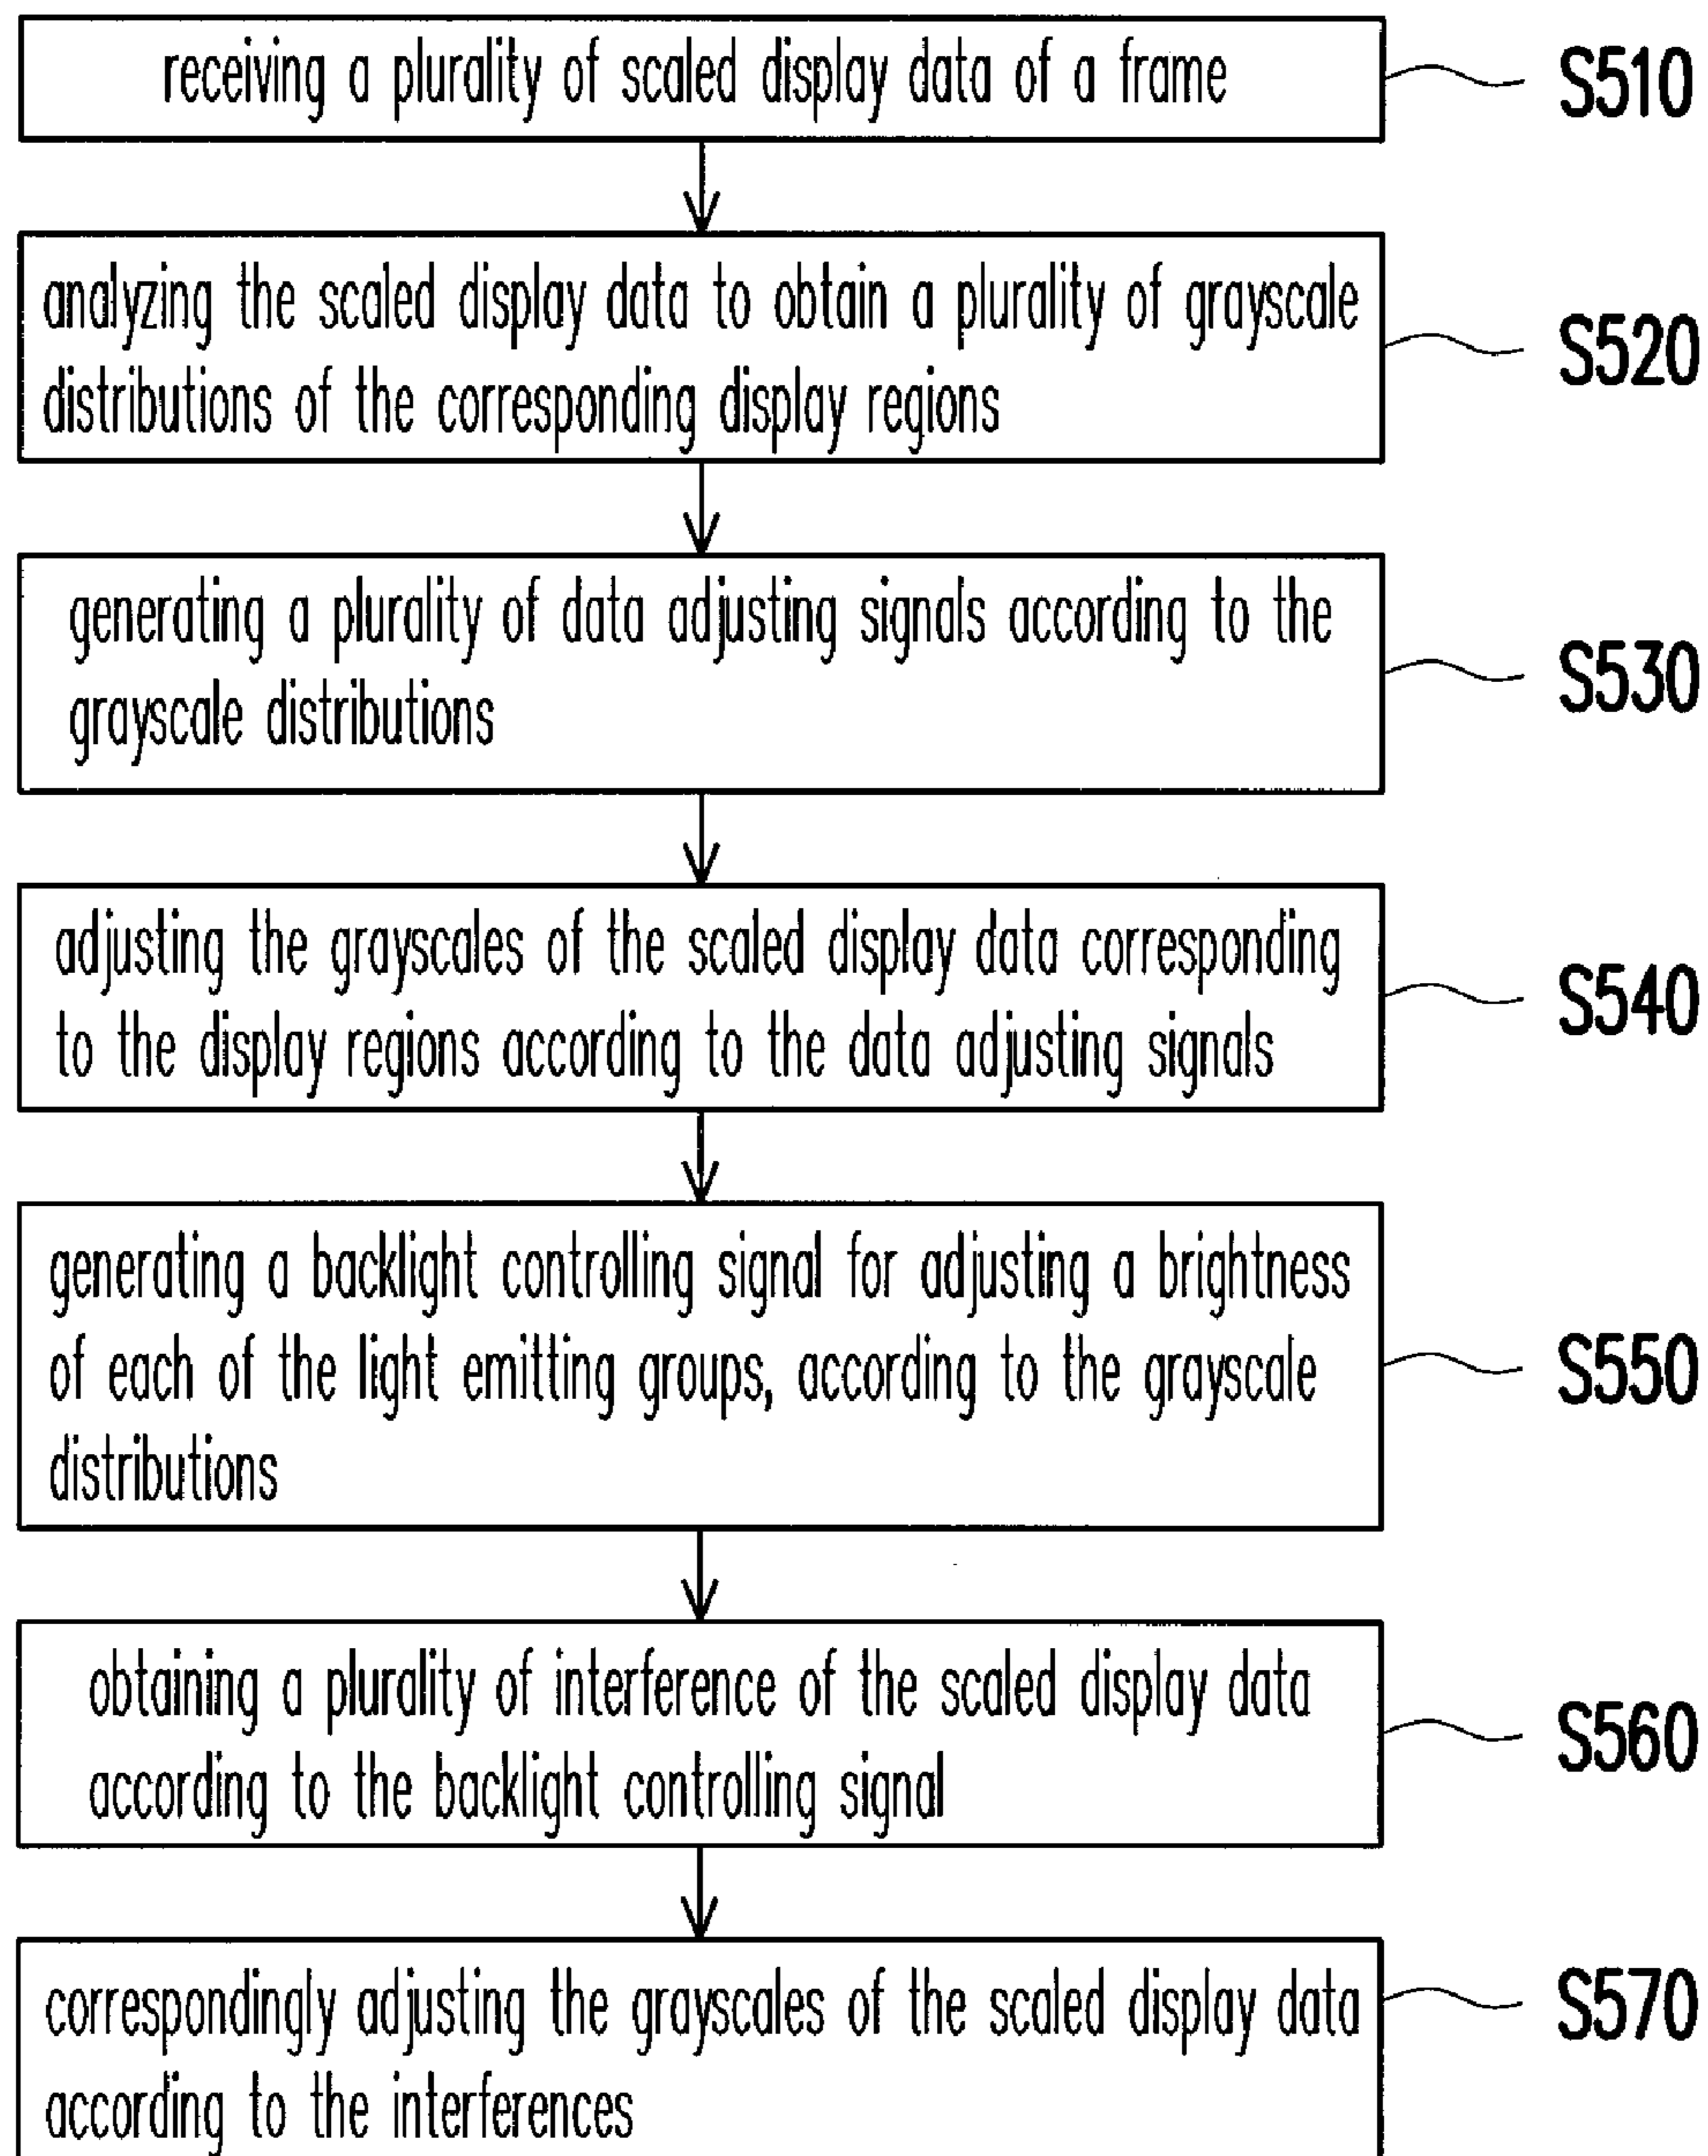 receiving a plurality of scaled display data of a frame
S510
analyzing the scaled display data to obtain a plurality of grayscale
distributions of the corresponding display regions
S520
generating a plurality of data adjusting signals according to the
grayscale distributions
S530
adjusting the grayscales of the scaled display data corresponding
to the display regions according to the data adjusting signals
S540
generating a backlight controlling signal for adjusting a brightness
of each of the light emitting groups, according to the grayscale
distributions
S550
obtaining a plurality of interference of the scaled display data
according to the backlight controlling signal
S560
correspondingly adjusting the grayscales of the scaled display data
according to the interferences
S570